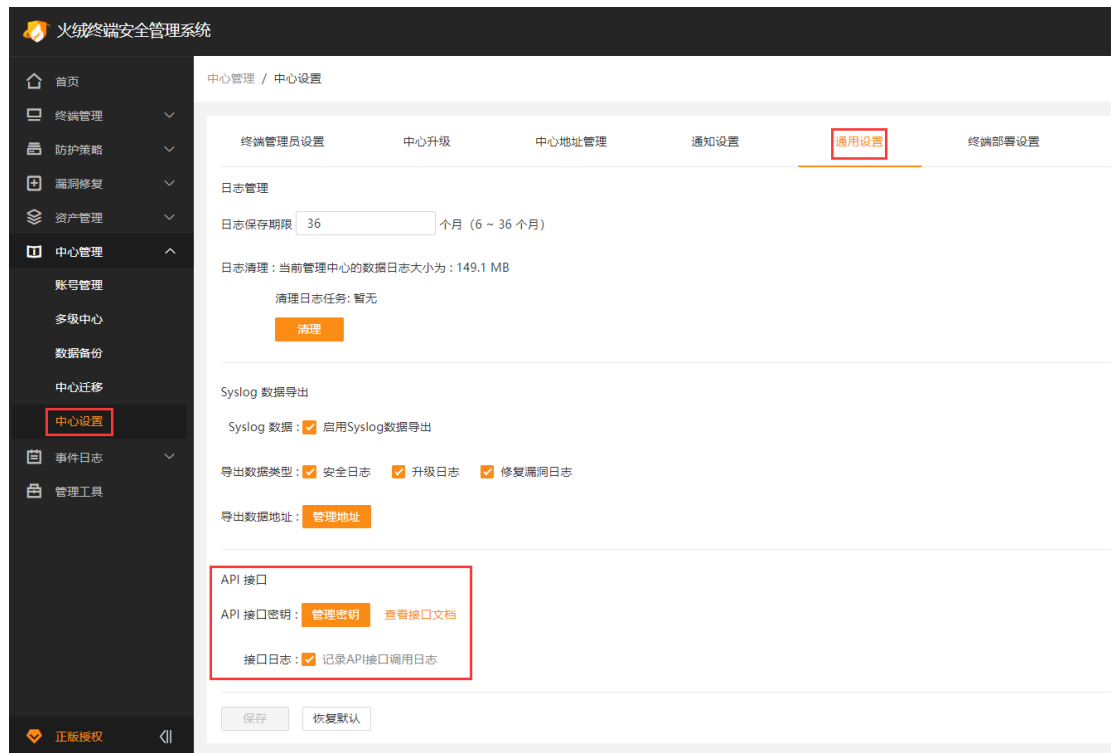 火绒终端安全管理系统
首页
终端管理
防护策略
漏洞修复
资产管理
中心管理
账号管理
多级中心
数据备份
中心迁移
中心设置
事件日志
管理工具
正版授权
中心管理 / 中心设置
终端管理员设置 中心升级 中心地址管理 通知设置 通用设置 终端部署设置
日志管理
日志保存期限 36 个月（6 ~ 36 个月）
日志清理 : 当前管理中心的数据日志大小为 : 149.1 MB
清理日志任务: 暂无
清理
Syslog 数据导出
Syslog 数据 : 启用Syslog数据导出
导出数据类型 : 安全日志 升级日志 修复漏洞日志
导出数据地址 : 管理地址
API 接口
API 接口密钥 : 管理密钥 查看接口文档
接口日志 : 记录API接口调用日志
保存 恢复默认